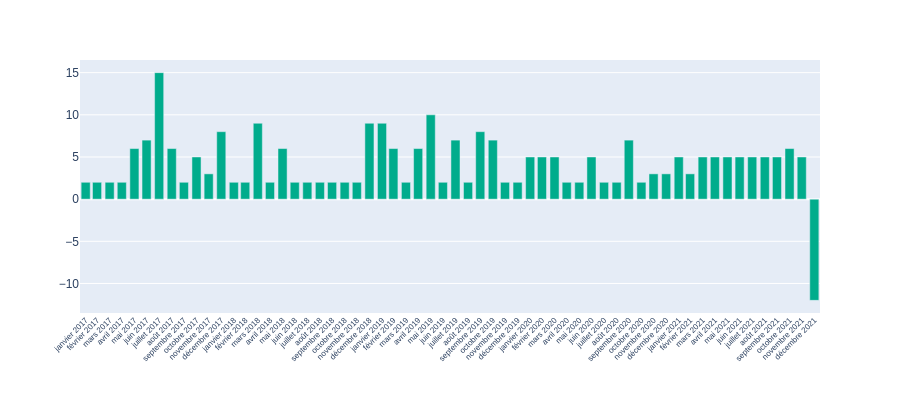 15
10
5
0
−5
−10
janvier 2017
février 2017
mars 2017
avril 2017
mai 2017
juin 2017
juillet 2017
août 2017
septembre 2017
octobre 2017
novembre 2017
décembre 2017
janvier 2018
février 2018
mars 2018
avril 2018
mai 2018
juin 2018
juillet 2018
août 2018
septembre 2018
octobre 2018
novembre 2018
décembre 2018
janvier 2019
février 2019
mars 2019
avril 2019
mai 2019
juin 2019
juillet 2019
août 2019
septembre 2019
octobre 2019
novembre 2019
décembre 2019
janvier 2020
février 2020
mars 2020
avril 2020
mai 2020
juin 2020
juillet 2020
août 2020
septembre 2020
octobre 2020
novembre 2020
décembre 2020
janvier 2021
février 2021
mars 2021
avril 2021
mai 2021
juin 2021
juillet 2021
août 2021
septembre 2021
octobre 2021
novembre 2021
décembre 2021